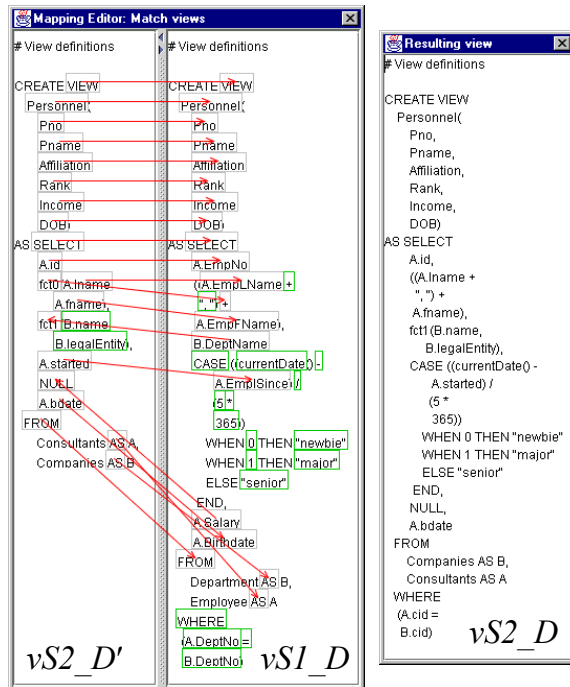 Mapping Editor: Match views
# View definitions
CREATE VIEW
Personnel(
Pno
Pname
Affiliation
Rank
Income
DOB)
AS SELECT
A.id
fct0 A.lname
A.fname),
fct1 B.name
B.legalEntity),
A.started
NULL
A.bdate
FROM
Consultants AS A,
Companies AS B
vS2_D'
# View definitions
CREATE VIEW
Personnel(
Pno
Pname
Affiliation
Rank
Income
DOB)
AS SELECT
A.EmpNo
((A.EmpLName +
", ") +
A.EmpFName),
B.DeptName
CASE ((currentDate() -
A.EmplSince) /
(5 *
365))
WHEN 0 THEN "newbie"
WHEN 1 THEN "major"
ELSE "senior"
END,
A.Salary
A.Birthdate
FROM
Department AS B,
Employee AS A
WHERE
(A.DeptNo =
B.DeptNo)
vS1_D
Resulting view
# View definitions
CREATE VIEW
Personnel(
Pno,
Pname,
Affiliation,
Rank,
Income,
DOB)
AS SELECT
A.id,
((A.lname +
", ") +
A.fname),
fct1 (B.name,
B.legalEntity),
CASE ((currentDate() -
A.started) /
(5 *
365))
WHEN 0 THEN "newbie"
WHEN 1 THEN "major"
ELSE "senior"
END,
NULL,
A.bdate
FROM
Companies AS B,
Consultants AS A
WHERE
(A.cid =
B.cid)
vS2_D